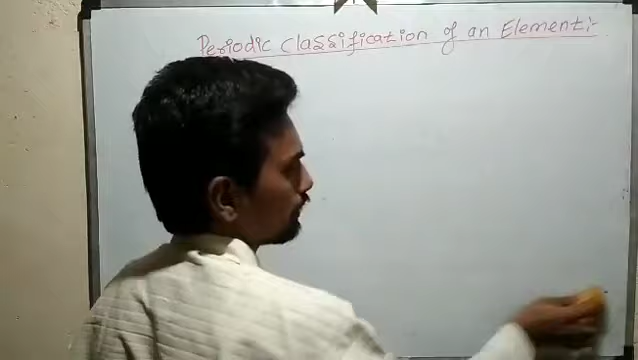 Periodic Classification of an Element:-